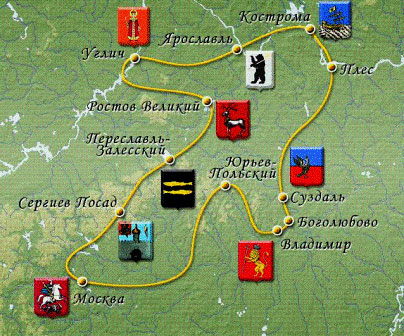 Кострома
Ярославль
Углич
Плес
Ростов Великий
Переславль-
Залесский
Юрьев-
Польский
Суздаль
Сергиев Посад
Боголюбово
Владимир
Москва